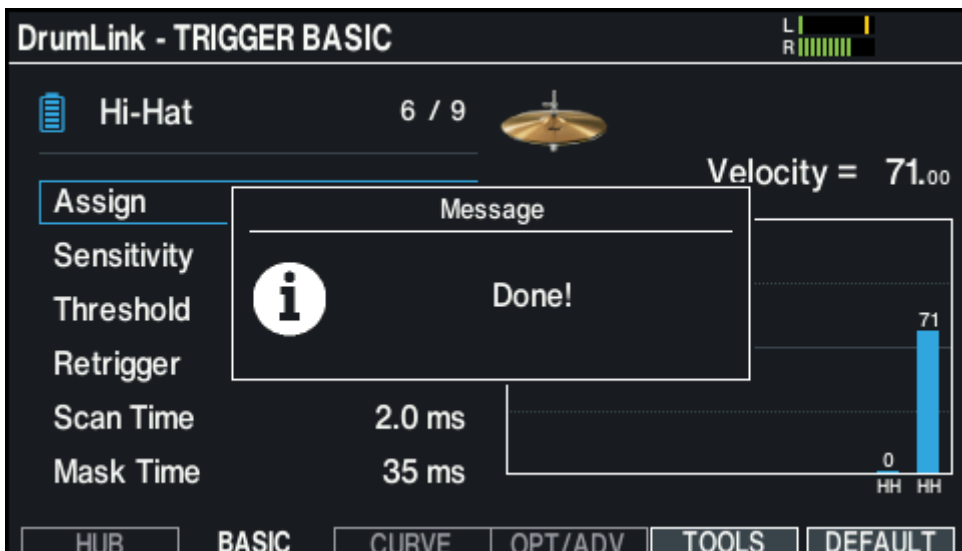 DrumLink - TRIGGER BASIC
L
R
Hi-Hat 6 / 9
Velocity = 71.00
Assign
Message
Sensitivity
Done!
Threshold
71
Retrigger
Scan Time 2.0 ms
Mask Time 35 ms
0
HH HH
HUB BASIC CURVE OPT/ADV TOOLS DEFAULT